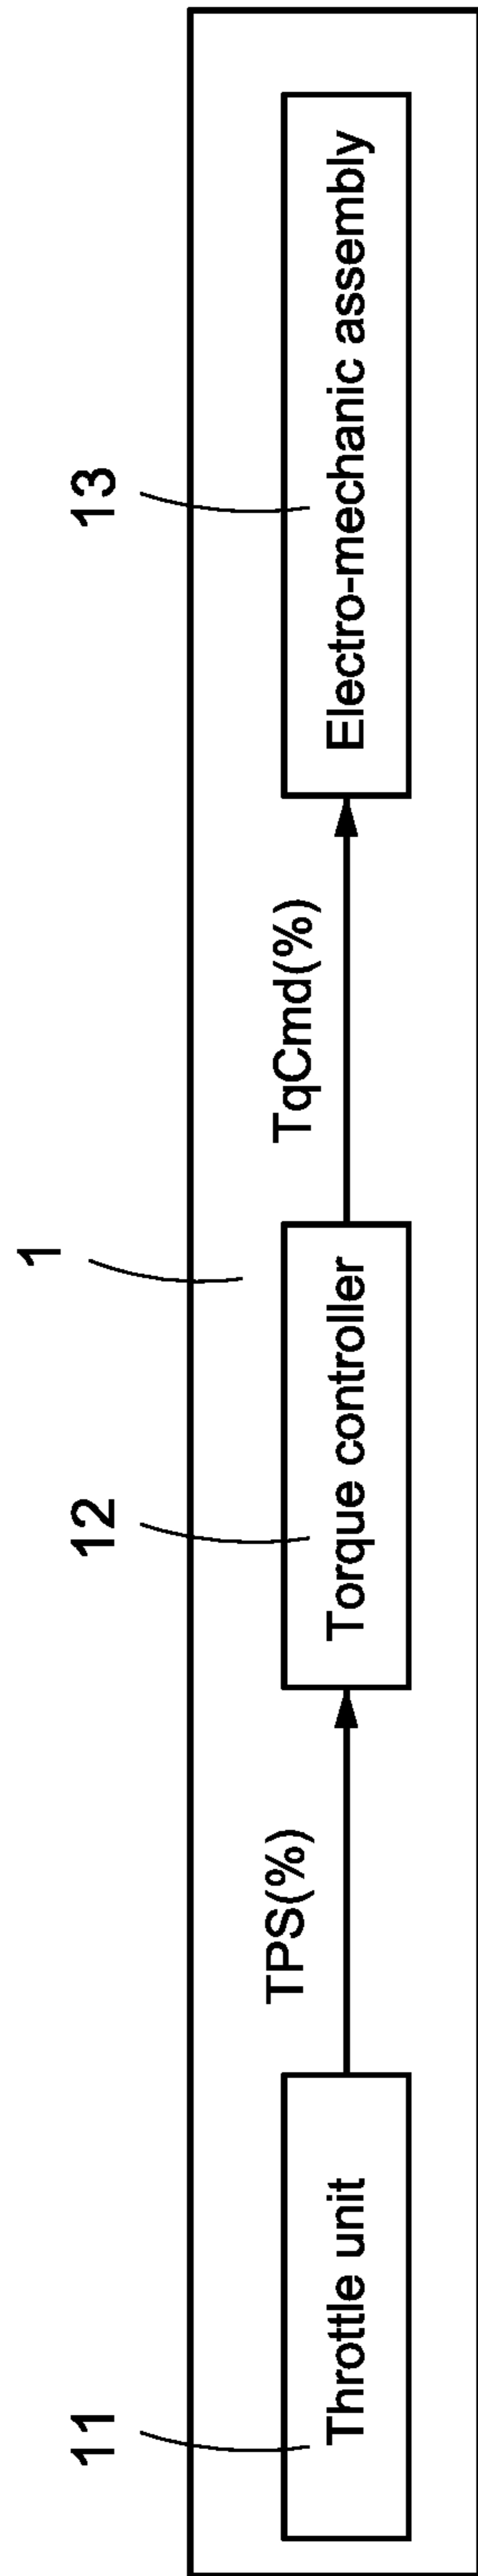 1
11
12
13
Throttle unit
TPS(%)
Torque controller
TqCmd(%)
Electro-mechanic assembly